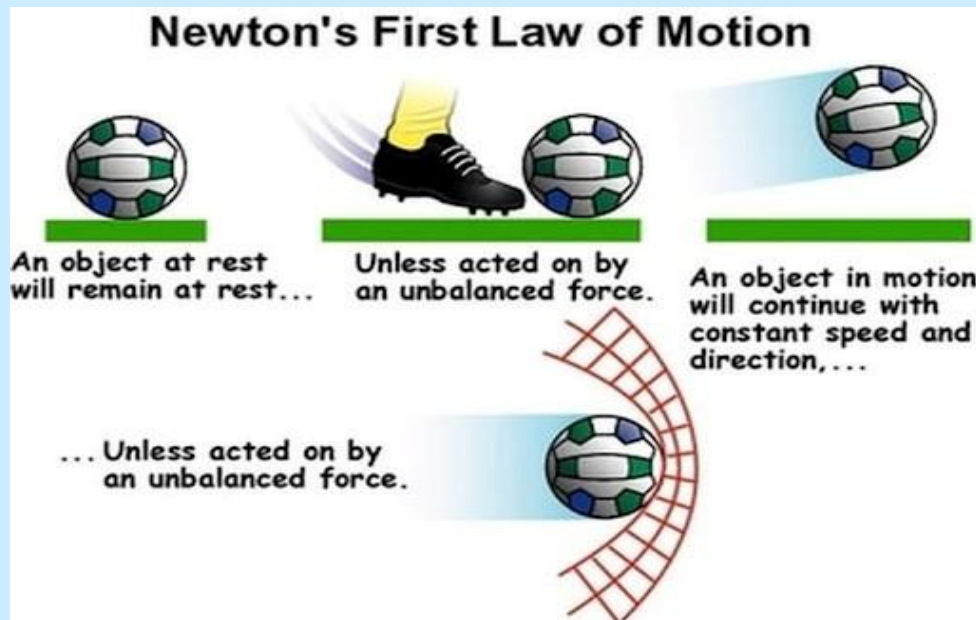 Newton's First Law of Motion
An object at rest
will remain at rest...
Unless acted on by
an unbalanced force.
An object in motion
will continue with
constant speed and
direction,...
... Unless acted on by
an unbalanced force.